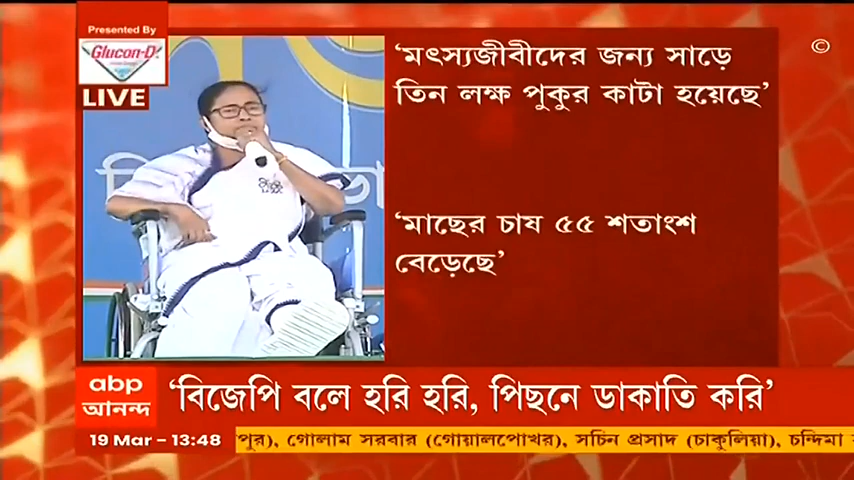 Presented By
Glucon-D
LIVE
©
‘মৎস্যজীবীদের জন্য সাড়ে
তিন লক্ষ পুকুর কাটা হয়েছে’
‘মাছের চাষ ৫৫ শতাংশ
বেড়েছে’
abp
আনন্দ
‘বিজেপি বলে হরি হরি, পিছনে ডাকাতি করি’
19 Mar – 13:48
পুর), গোলাম সরবার (গোয়ালপোখর), সচিন প্রসাদ (চাকুলিয়া), চন্দিমা